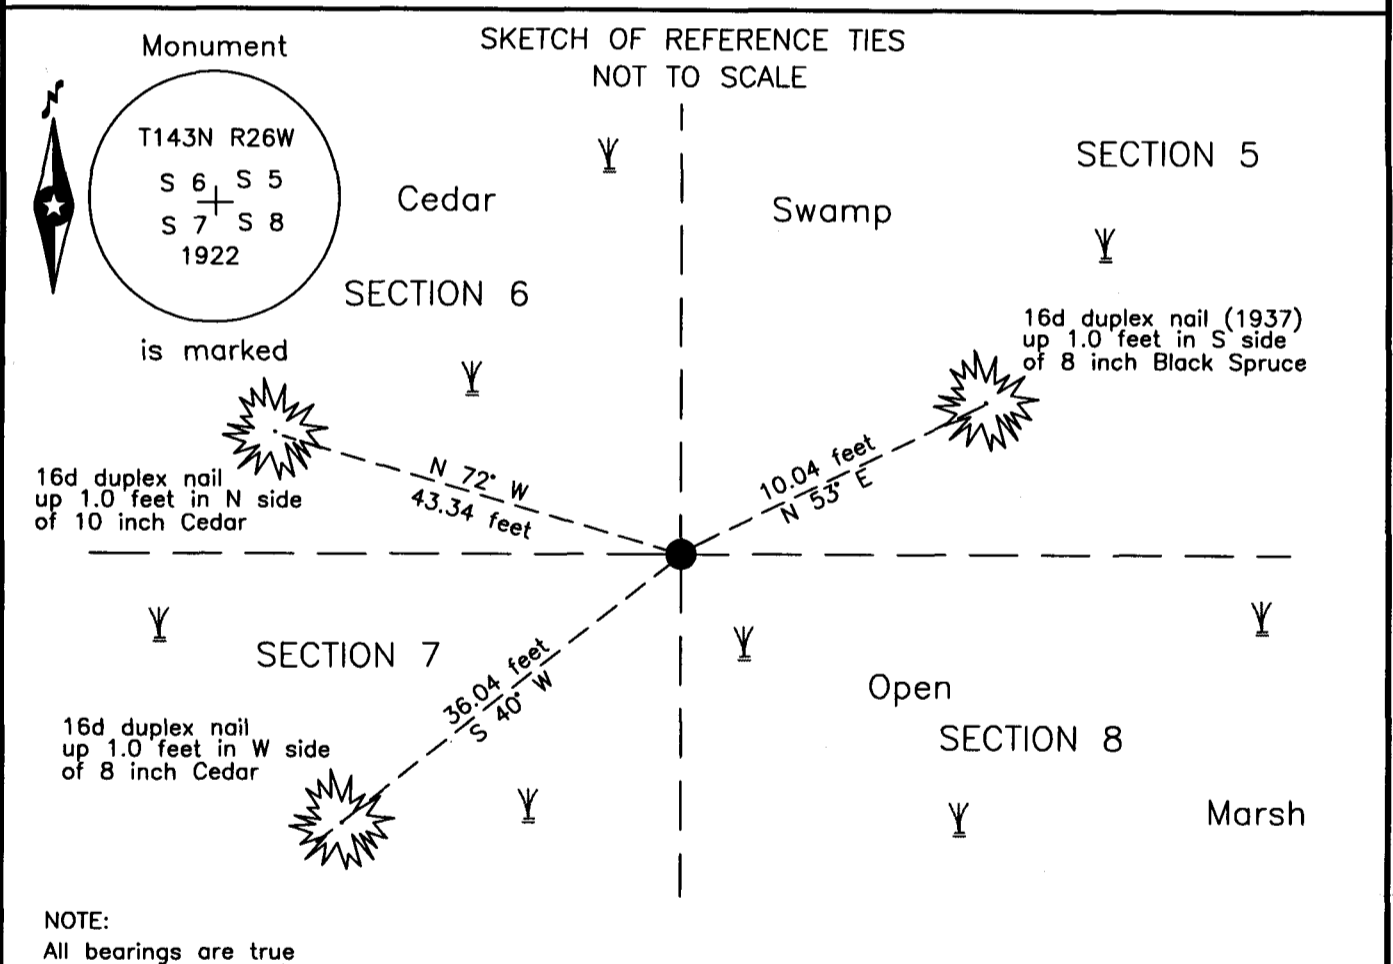 SKETCH OF REFERENCE TIES
NOT TO SCALE
Monument
N
T143N R26W
S 6 S 5
S 7 S 8
1922
is marked
Cedar
SECTION 6
Swamp
SECTION 5
16d duplex nail (1937)
up 1.0 feet in S side
of 8 inch Black Spruce
16d duplex nail
up 1.0 feet in N side
of 10 inch Cedar
N 72° W
43.34 feet
10.04 feet
N 53° E
SECTION 7
36.04 feet
S 40° W
16d duplex nail
up 1.0 feet in W side
of 8 inch Cedar
Open
SECTION 8
Marsh
NOTE:
All bearings are true